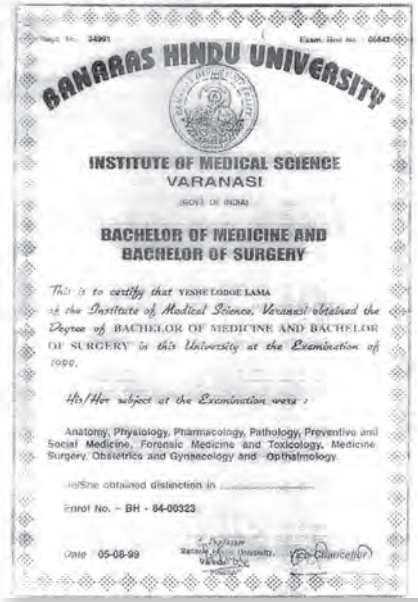 34991
Exam. Roll No. 06842
BANARAS HINDU UNIVERSITY
INSTITUTE OF MEDICAL SCIENCE
VARANASI
(GOVT. OF INDIA)
BACHELOR OF MEDICINE AND
BACHELOR OF SURGERY
This is to certify that YESHE LODOE LAMA
of the Institute of Medical Science, Varanasi obtained the
Degree of BACHELOR OF MEDICINE AND BACHELOR
OF SURGERY in this University at the Examination of
1999.
His/Her subject at the Examination were :
Anatomy, Physiology, Pharmacology, Pathology, Preventive and
Social Medicine, Forensic Medicine and Toxicology, Medicine
Surgery, Obstetrics and Gynaecology and Opthalmology.
He/She obtained distinction in ....................
Enrol No. - BH - 84-00323
Date 05-08-99
Professor
University,
Vice-Chancellor